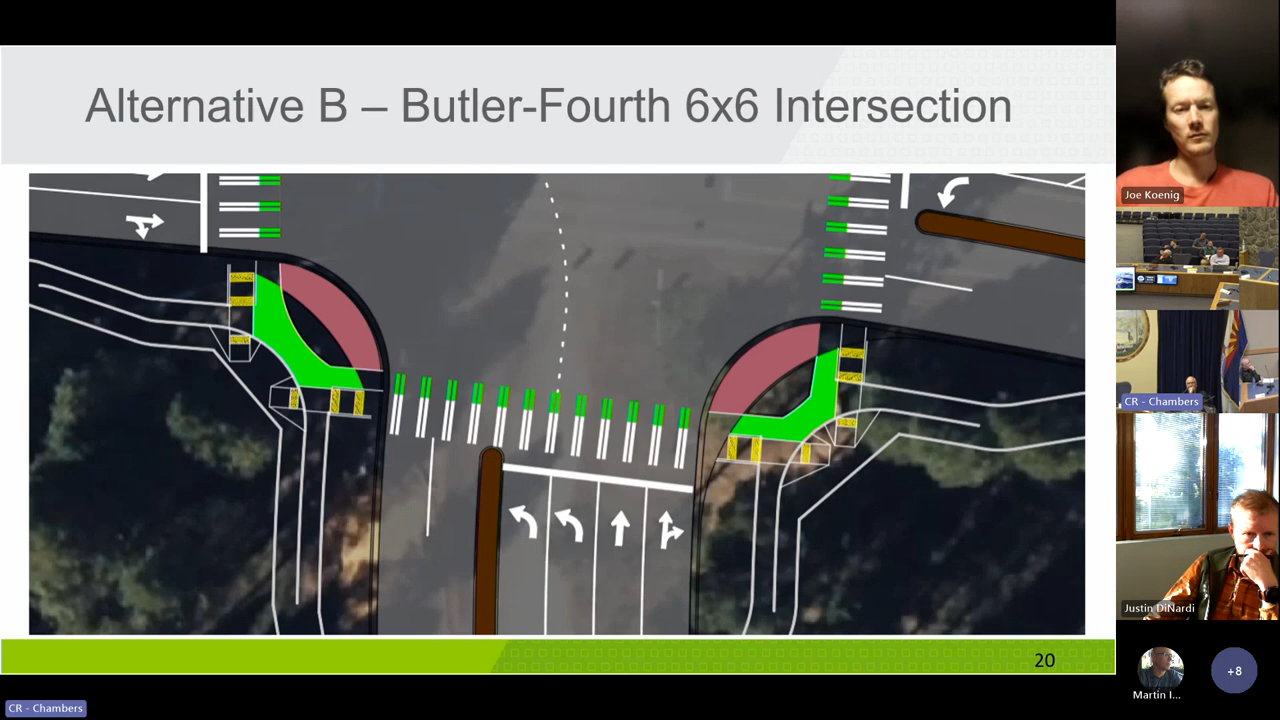 Alternative B – Butler-Fourth 6x6 Intersection
20
Joe Koenig
CR - Chambers
Justin DiNardi
Martin I...
+8
CR - Chambers